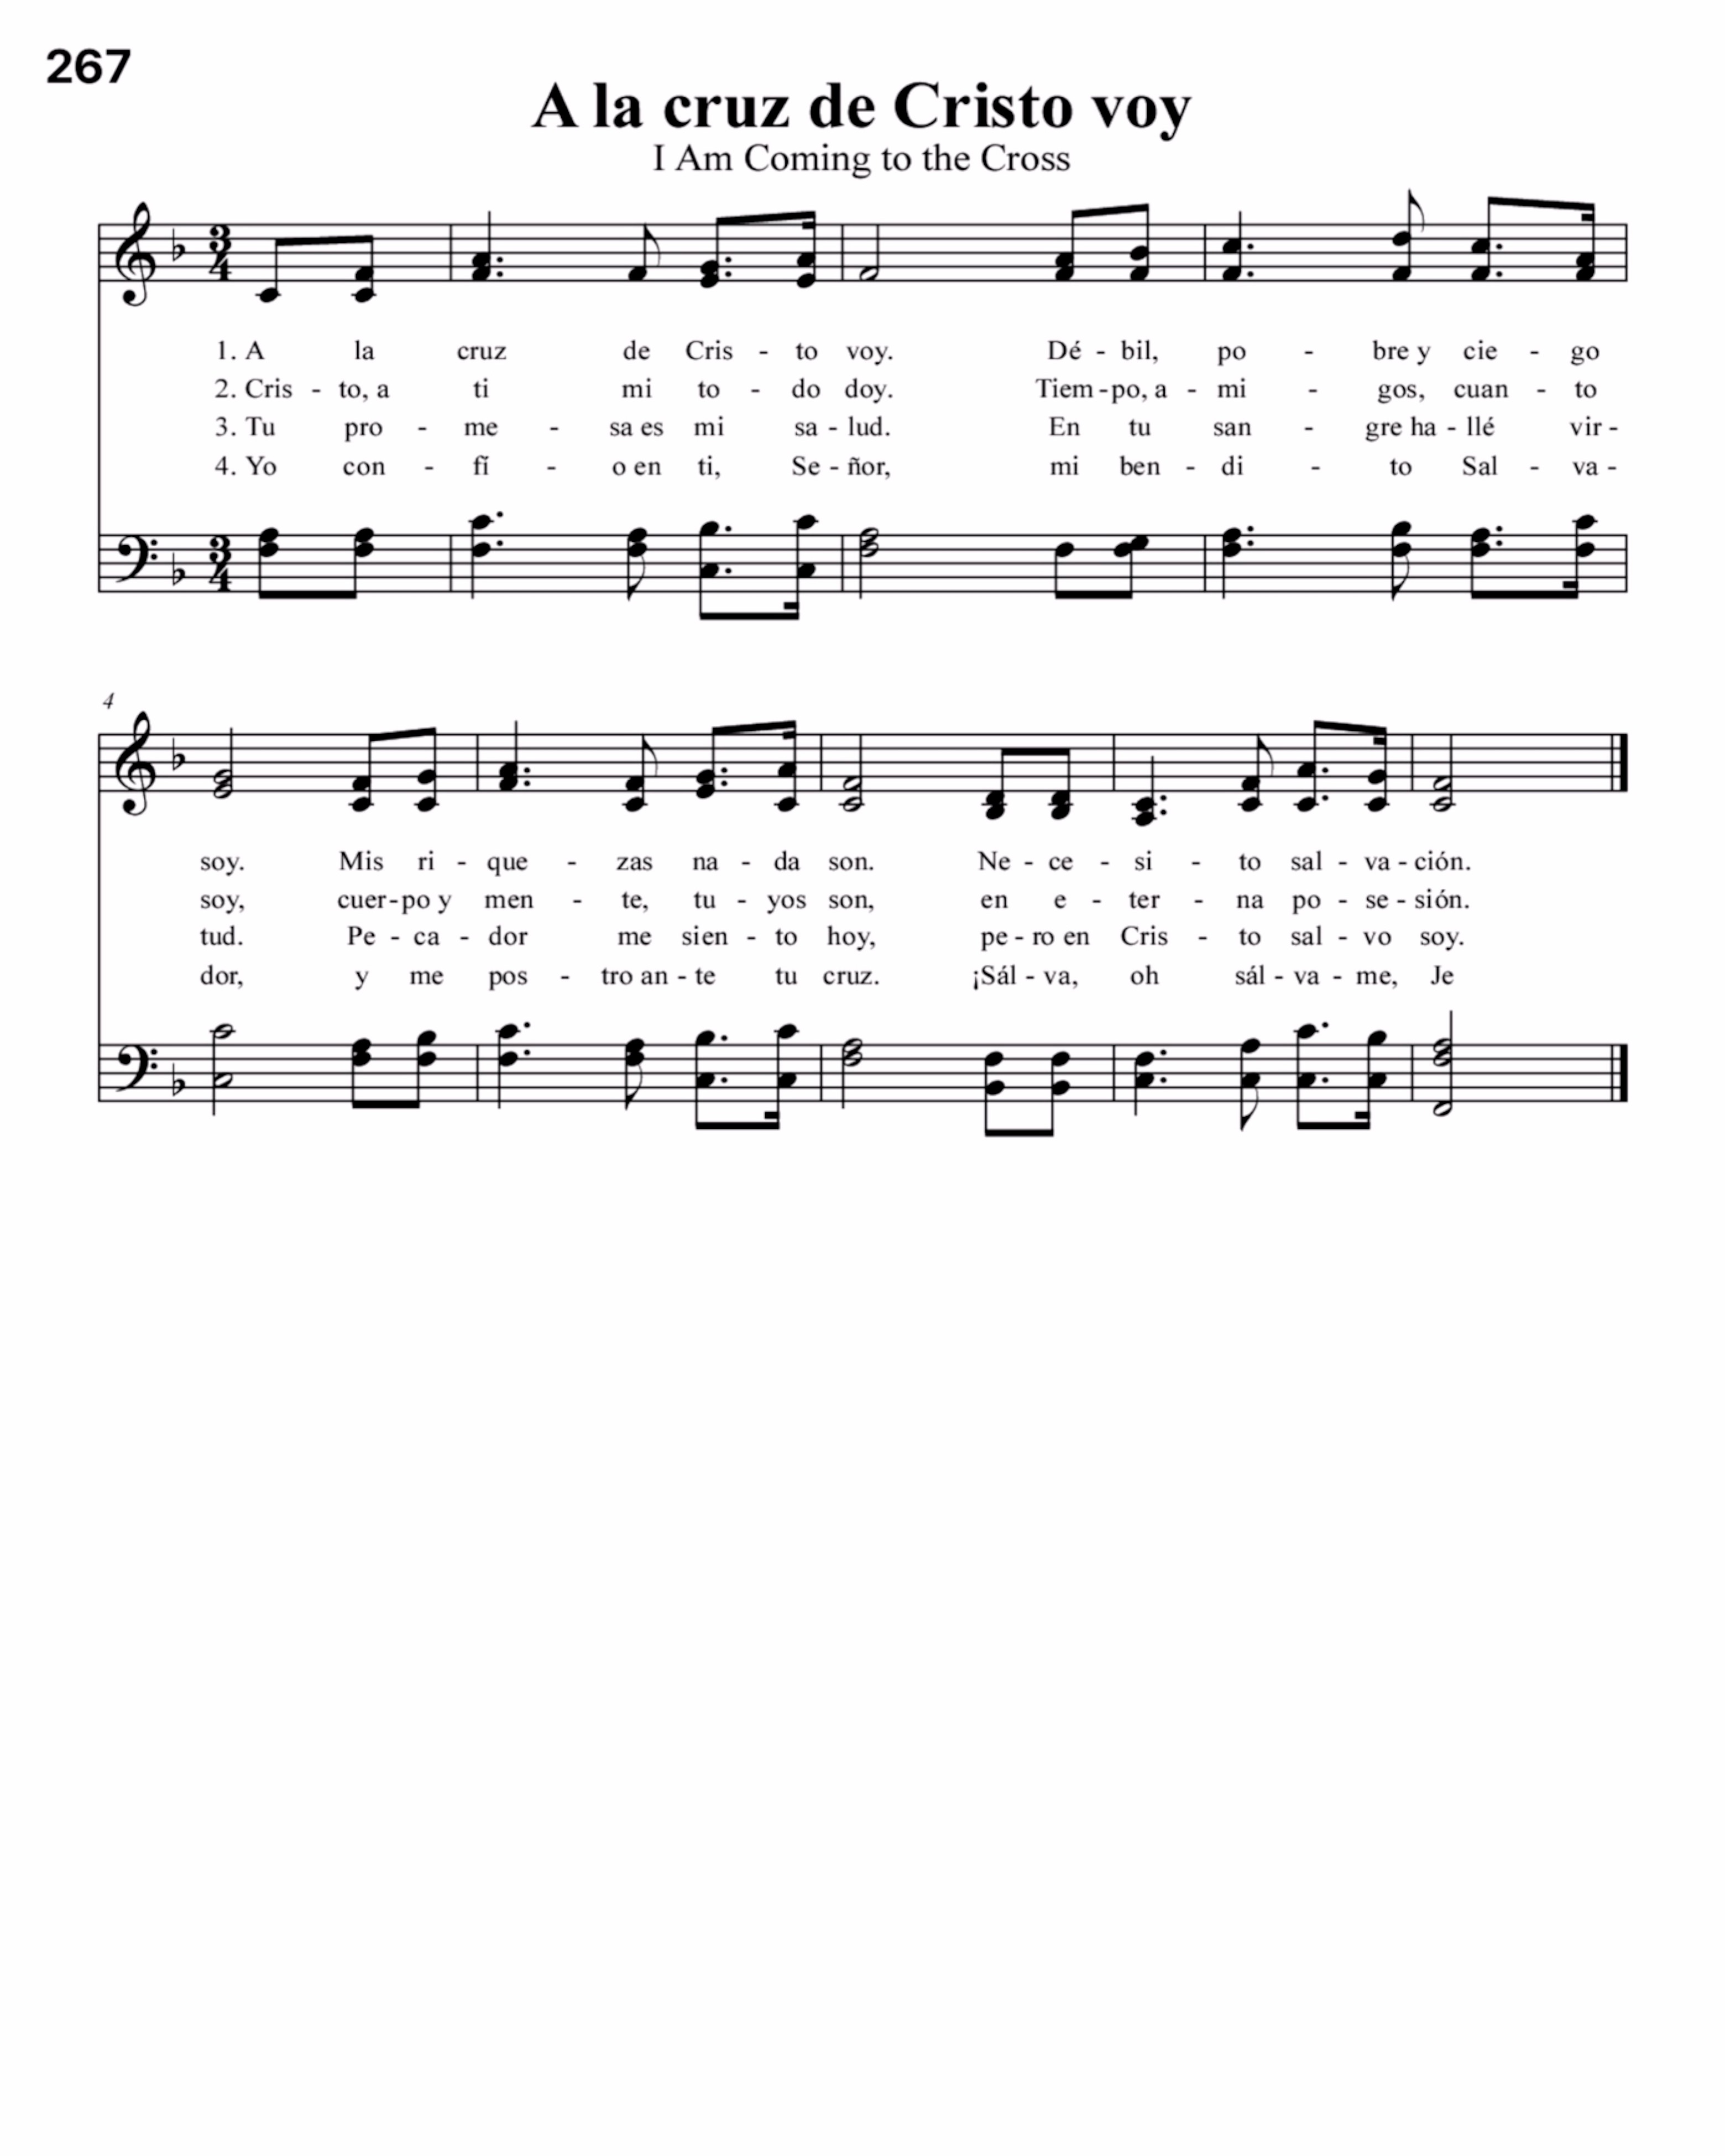 267
A la cruz de Cristo voy
I Am Coming to the Cross
1. A la cruz de Cris - to voy. Dé - bil, po - bre y cie - go
2. Cris - to, a ti mi to - do doy. Tiem - po, a - mi - gos, cuan - to
3. Tu pro - me - sa es mi sa - lud. En tu san - gre ha - llé vir -
4. Yo con - fí - o en ti, Se - ñor, mi ben - di - to Sal - va -
4
soy. Mis ri - que - zas na - da son. Ne - ce - si - to sal - va - ción.
soy, cuer - po y men - te, tu - yos son, en e - ter - na po - se - sión.
tud. Pe - ca - dor me sien - to hoy, pe - ro en Cris - to sal - vo soy.
dor, y me pos - tro an - te tu cruz. ¡Sál - va, oh sál - va - me, Je